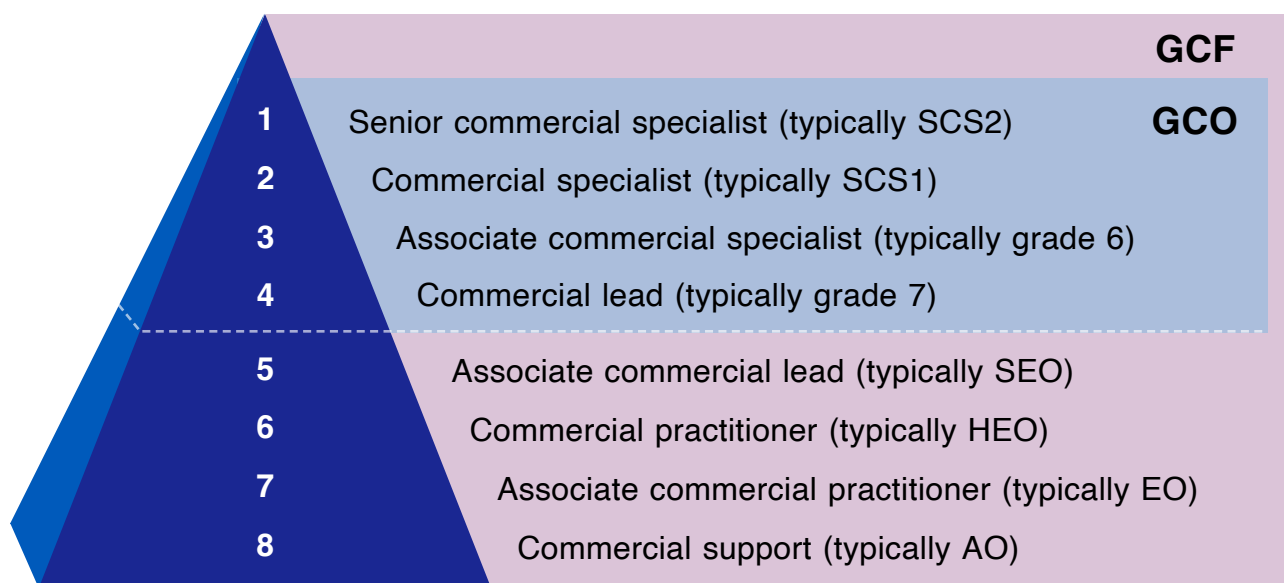 GCF
1 Senior commercial specialist (typically SCS2) GCO
2 Commercial specialist (typically SCS1)
3 Associate commercial specialist (typically grade 6)
4 Commercial lead (typically grade 7)
5 Associate commercial lead (typically SEO)
6 Commercial practitioner (typically HEO)
7 Associate commercial practitioner (typically EO)
8 Commercial support (typically AO)